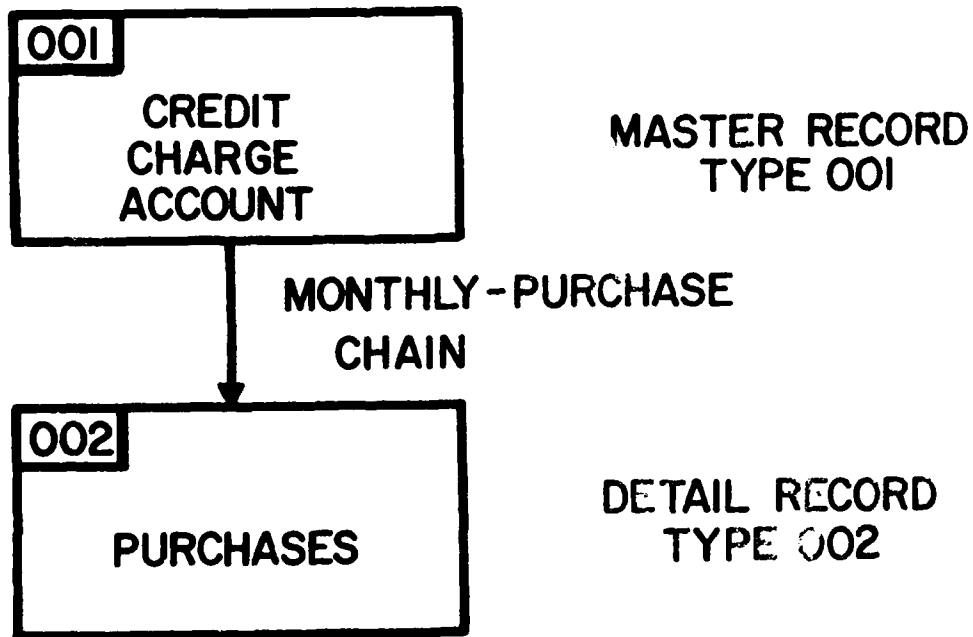 001
CREDIT
CHARGE
ACCOUNT
MASTER RECORD
TYPE 001
MONTHLY-PURCHASE
CHAIN
002
PURCHASES
DETAIL RECORD
TYPE 002